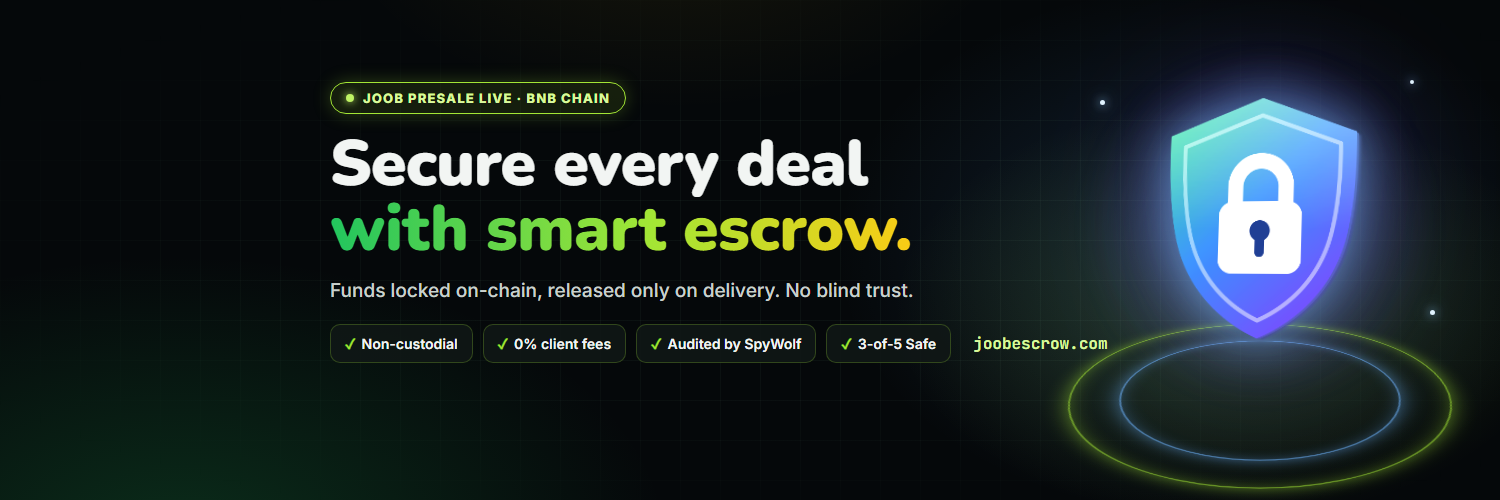 JOOB PRESALE LIVE · BNB CHAIN
Secure every deal
with smart escrow.
Funds locked on-chain, released only on delivery. No blind trust.
✓ Non-custodial ✓ 0% client fees ✓ Audited by SpyWolf ✓ 3-of-5 Safe joobescrow.com